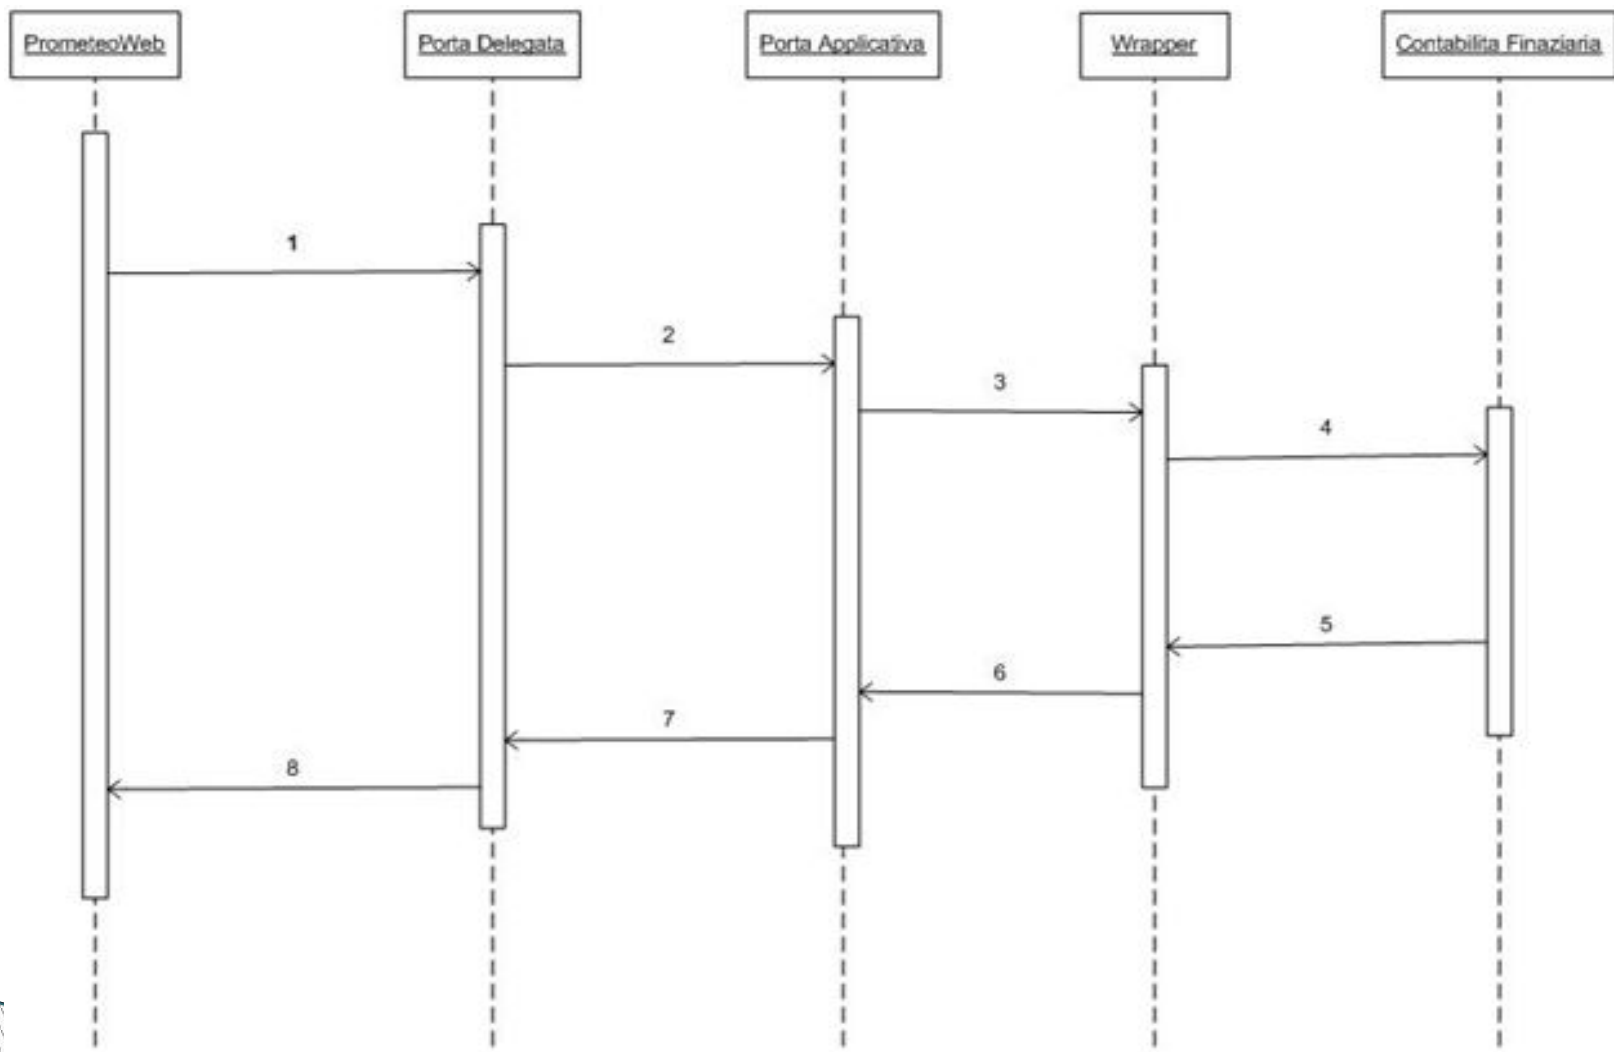 PrometeoWeb
Porta Delegata
Porta Applicativa
Wrapper
Contabilita Finaziaria
1
2
3
4
5
6
7
8